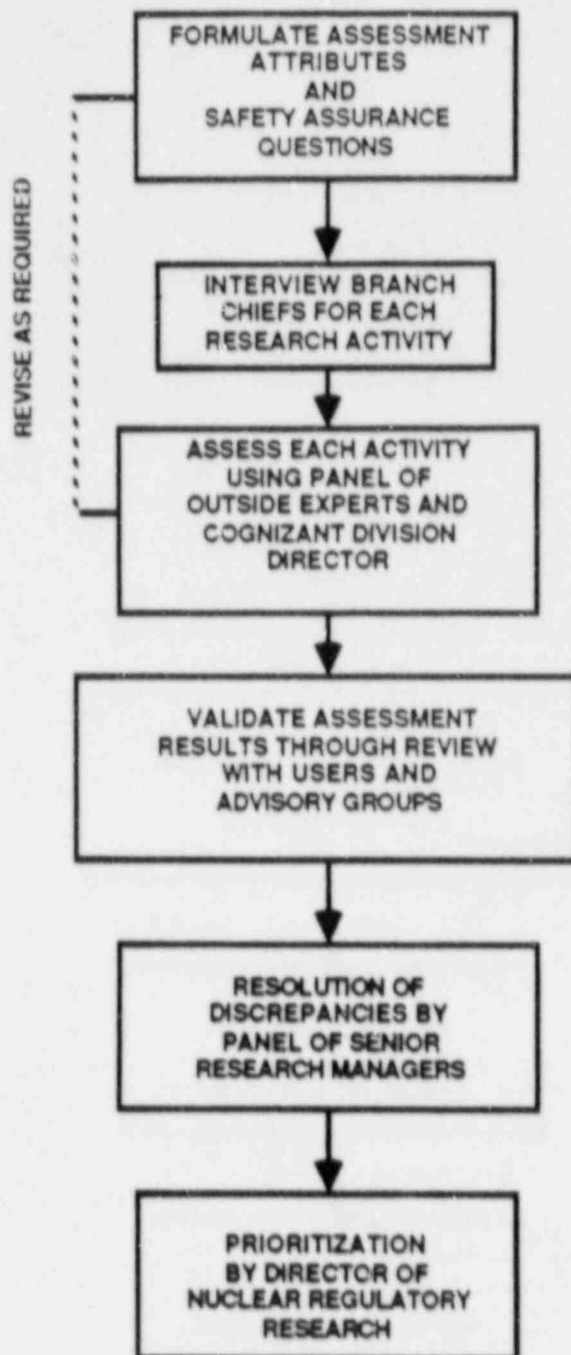 FORMULATE ASSESSMENT
ATTRIBUTES
AND
SAFETY ASSURANCE
QUESTIONS
REVISE AS REQUIRED
INTERVIEW BRANCH
CHIEFS FOR EACH
RESEARCH ACTIVITY
ASSESS EACH ACTIVITY
USING PANEL OF
OUTSIDE EXPERTS AND
COGNIZANT DIVISION
DIRECTOR
VALIDATE ASSESSMENT
RESULTS THROUGH REVIEW
WITH USERS AND
ADVISORY GROUPS
RESOLUTION OF
DISCREPANCIES BY
PANEL OF SENIOR
RESEARCH MANAGERS
PRIORITIZATION
BY DIRECTOR OF
NUCLEAR REGULATORY
RESEARCH